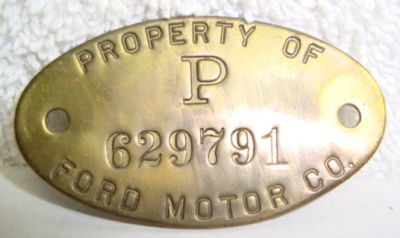 PROPERTY OF
P
629791
FORD MOTOR CO.